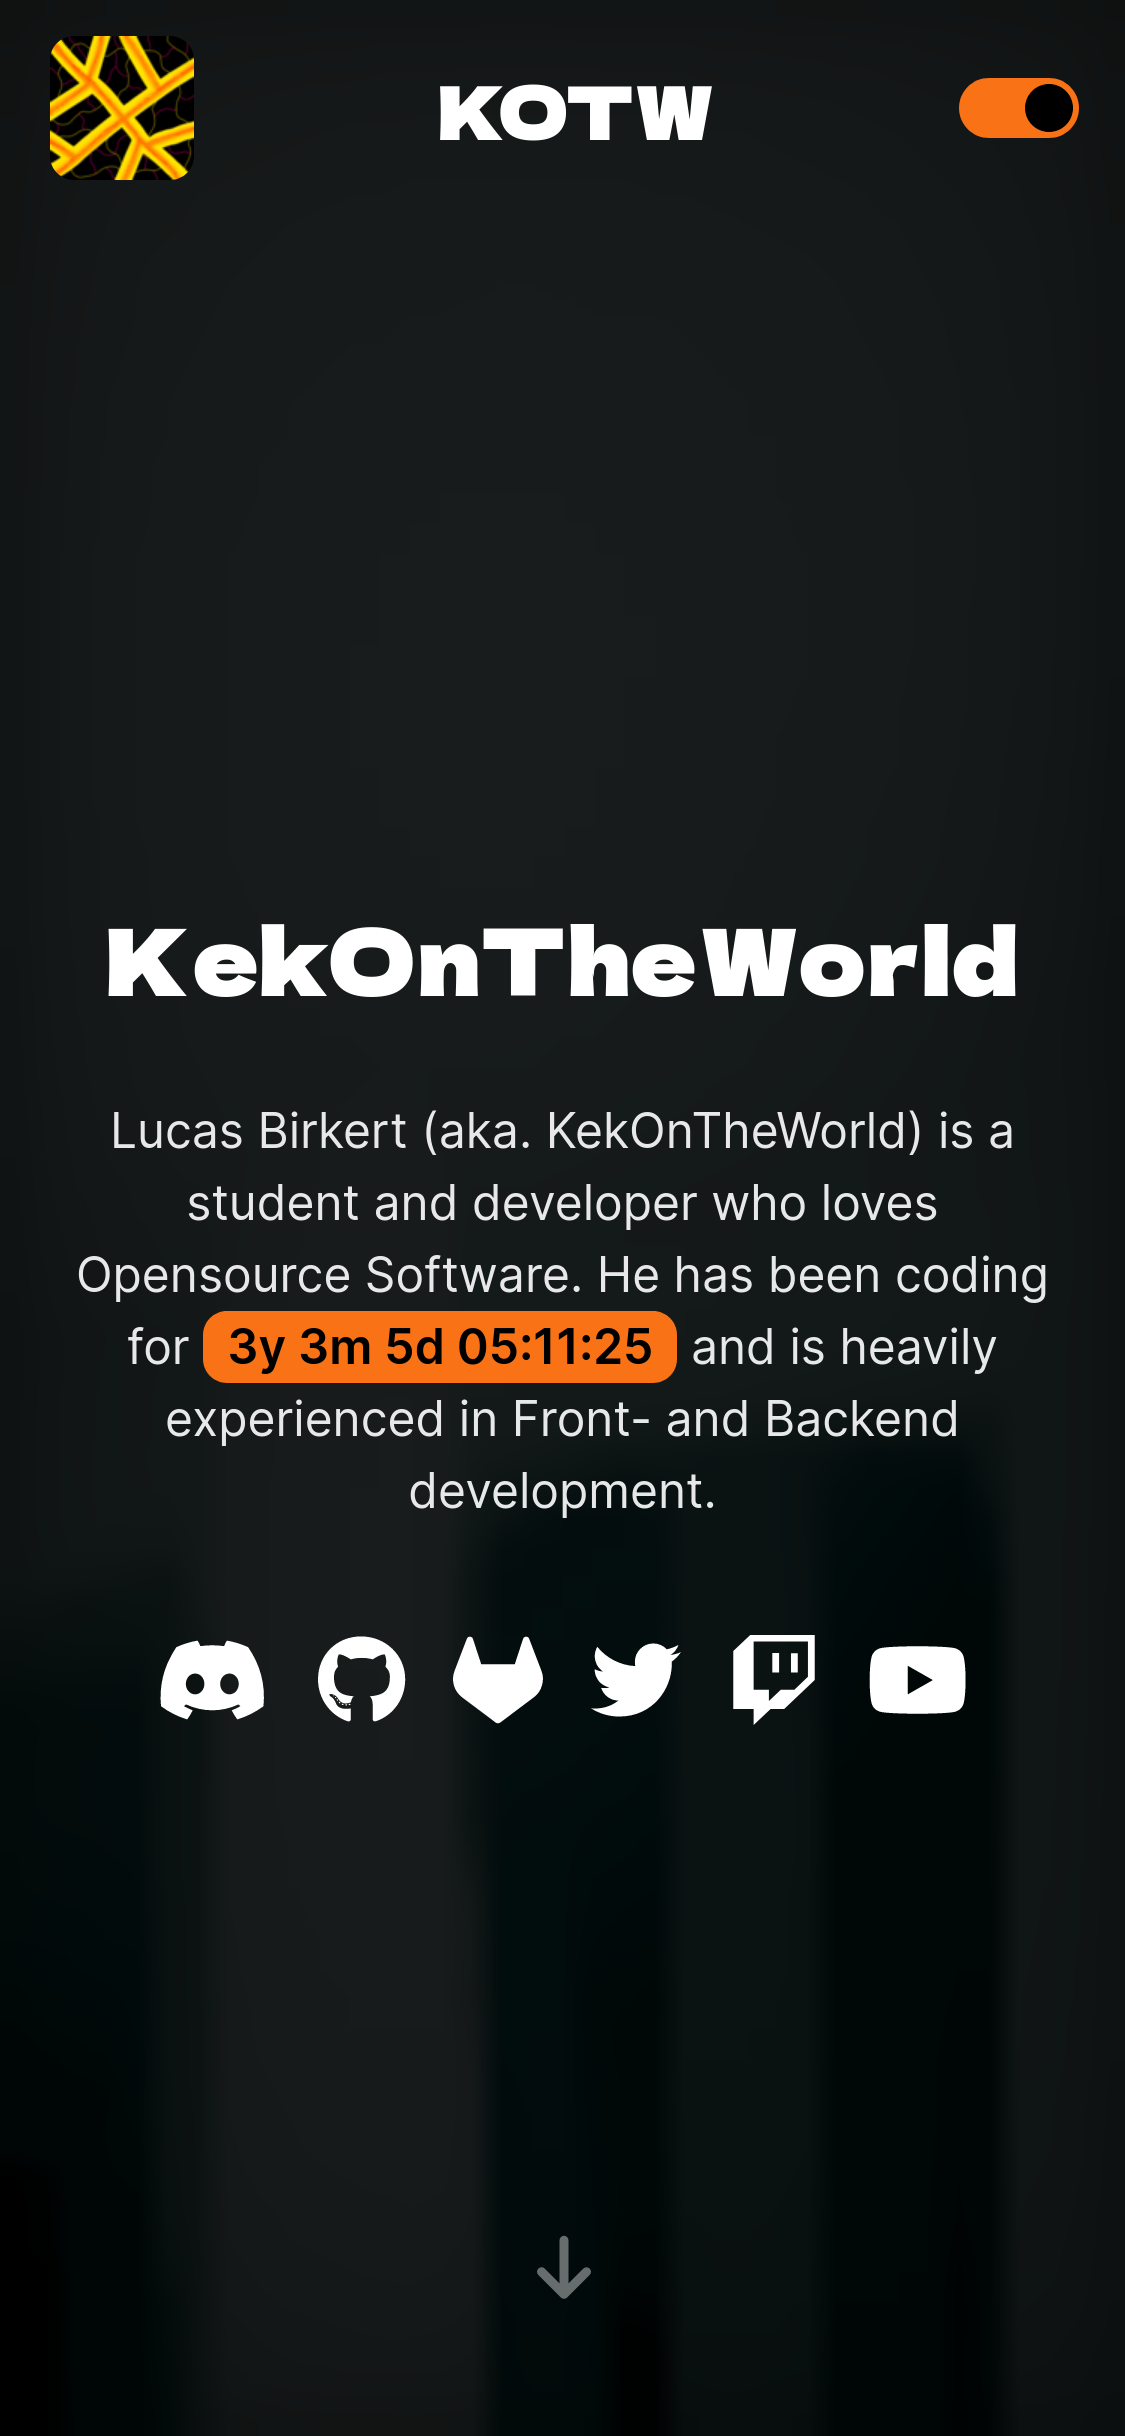 KOTW
KekOnTheWorld
Lucas Birkert (aka. KekOnTheWorld) is a
student and developer who loves
Opensource Software. He has been coding
for 3y 3m 5d 05:11:25 and is heavily
experienced in Front- and Backend
development.